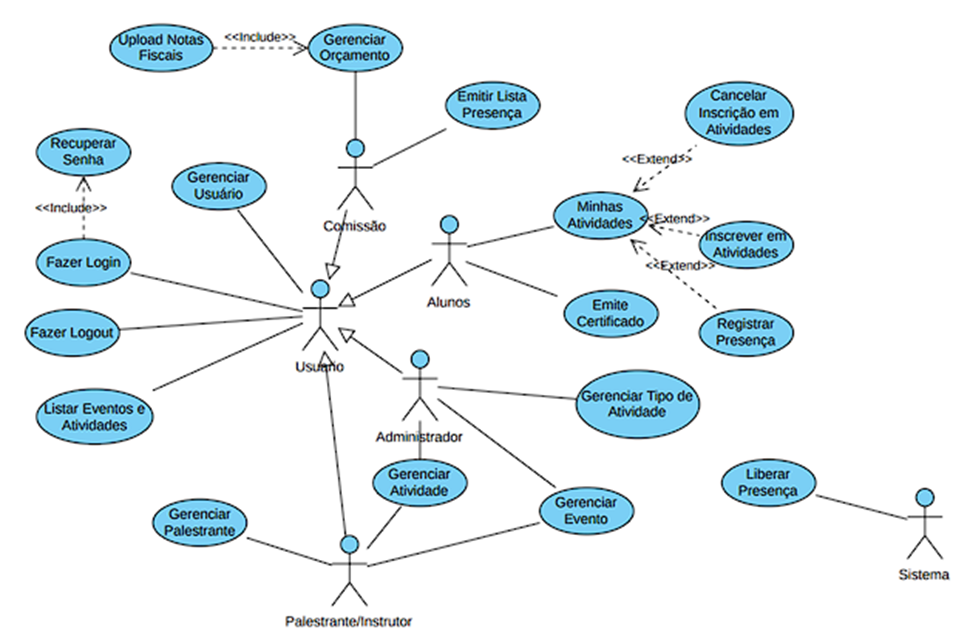 Upload Notas
Fiscais
<<Include>>
Gerenciar
Orçamento
Emitir Lista
Presença
Cancelar
Inscrição em
Atividades
Recuperar
Senha
<<Extend>>
Gerenciar
Usuário
<<Include>>
Comissão
Minhas
Atividades
<<Extend>>
Inscrever em
Atividades
Fazer Login
<<Extend>>
Alunos
Emite
Certificado
Fazer Logout
Registrar
Presença
Usuário
Listar Eventos e
Atividades
Gerenciar Tipo de
Atividade
Administrador
Gerenciar
Atividade
Liberar
Presença
Gerenciar
Palestrante
Gerenciar
Evento
Sistema
Palestrante/Instrutor